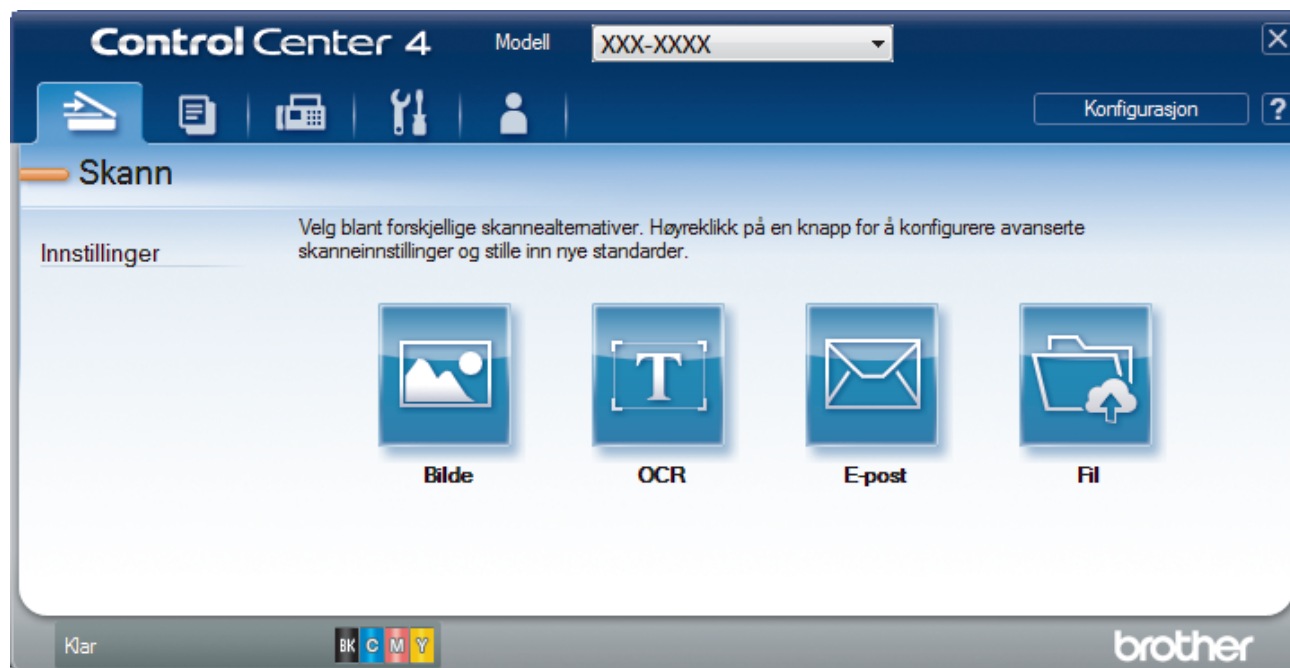 ControlCenter 4
Modell
XXX-XXXX
Konfigurasjon
?
Skann
Innstillinger
Velg blant forskjellige skannealternativer. Høyreklikk på en knapp for å konfigurere avanserte
skanneinnstillinger og stille inn nye standarder.
T
Bilde
OCR
E-post
Fil
Klar
BK C M Y
brother